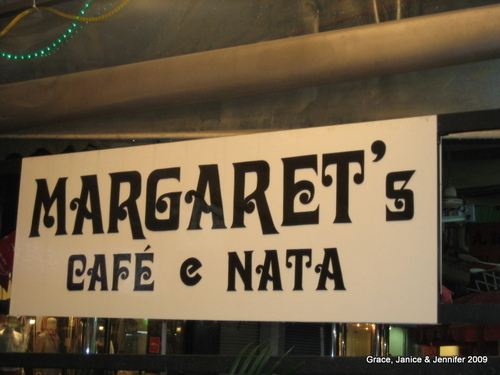 MARGARET's
CAFÉ e NATA
Grace, Janice & Jennifer 2009